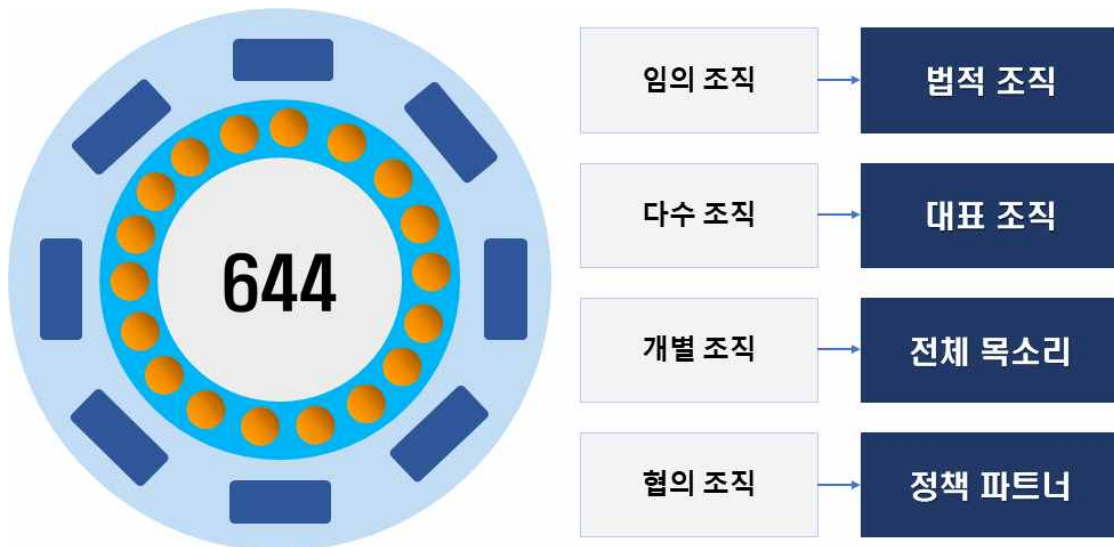 644
임의 조직
법적 조직
다수 조직
대표 조직
개별 조직
전체 목소리
협의 조직
정책 파트너